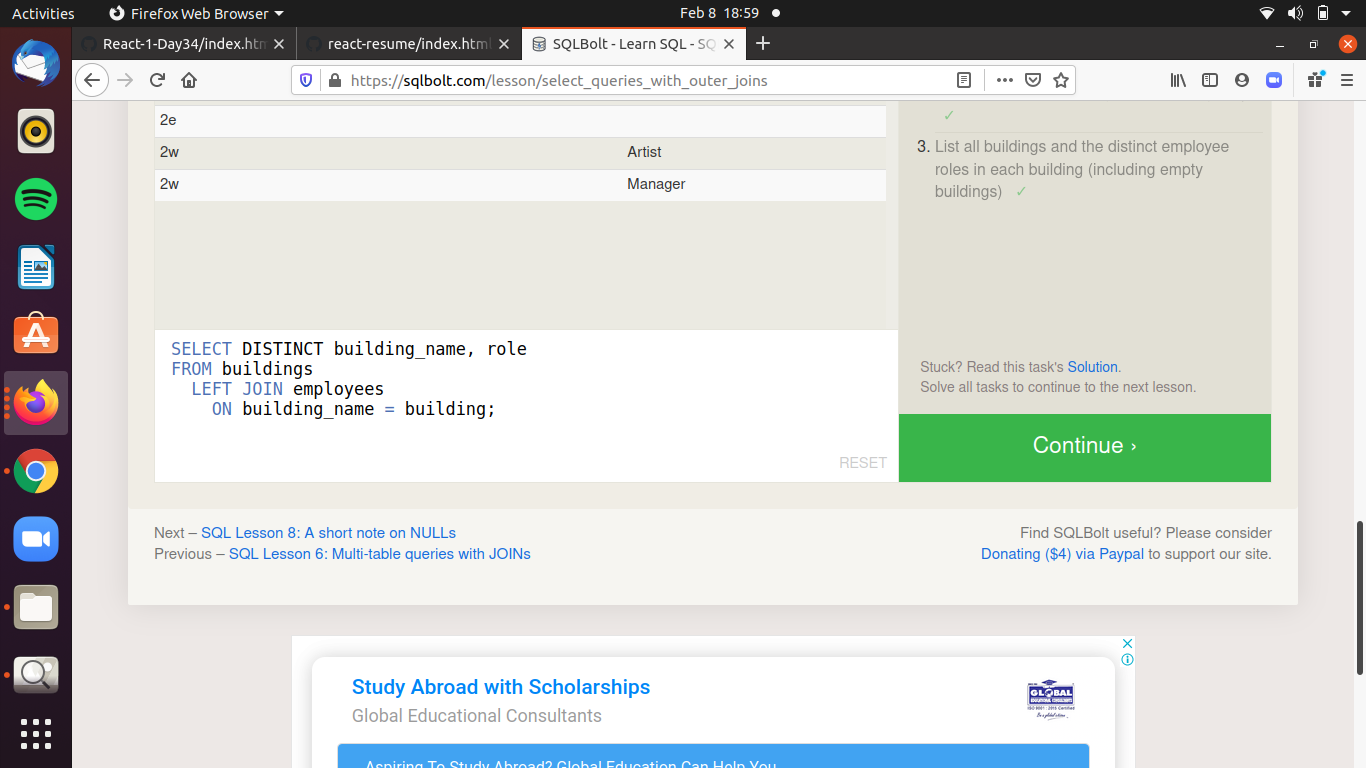 Activities Firefox Web Browser Feb 8 18:59
React-1-Day34/index.htm react-resume/index.html SQLBolt - Learn SQL - SQ
https://sqlbolt.com/lesson/select_queries_with_outer_joins
2e
2w Artist
2w Manager
3. List all buildings and the distinct employee
roles in each building (including empty
buildings) ✓
SELECT DISTINCT building_name, role
FROM buildings
LEFT JOIN employees
ON building_name = building;
RESET
Stuck? Read this task's Solution.
Solve all tasks to continue to the next lesson.
Continue ›
Next – SQL Lesson 8: A short note on NULLs
Previous – SQL Lesson 6: Multi-table queries with JOINs
Find SQLBolt useful? Please consider
Donating ($4) via Paypal to support our site.
Study Abroad with Scholarships
Global Educational Consultants
GLOBAL
Aspiring To Study Abroad? Global Education Can Help You